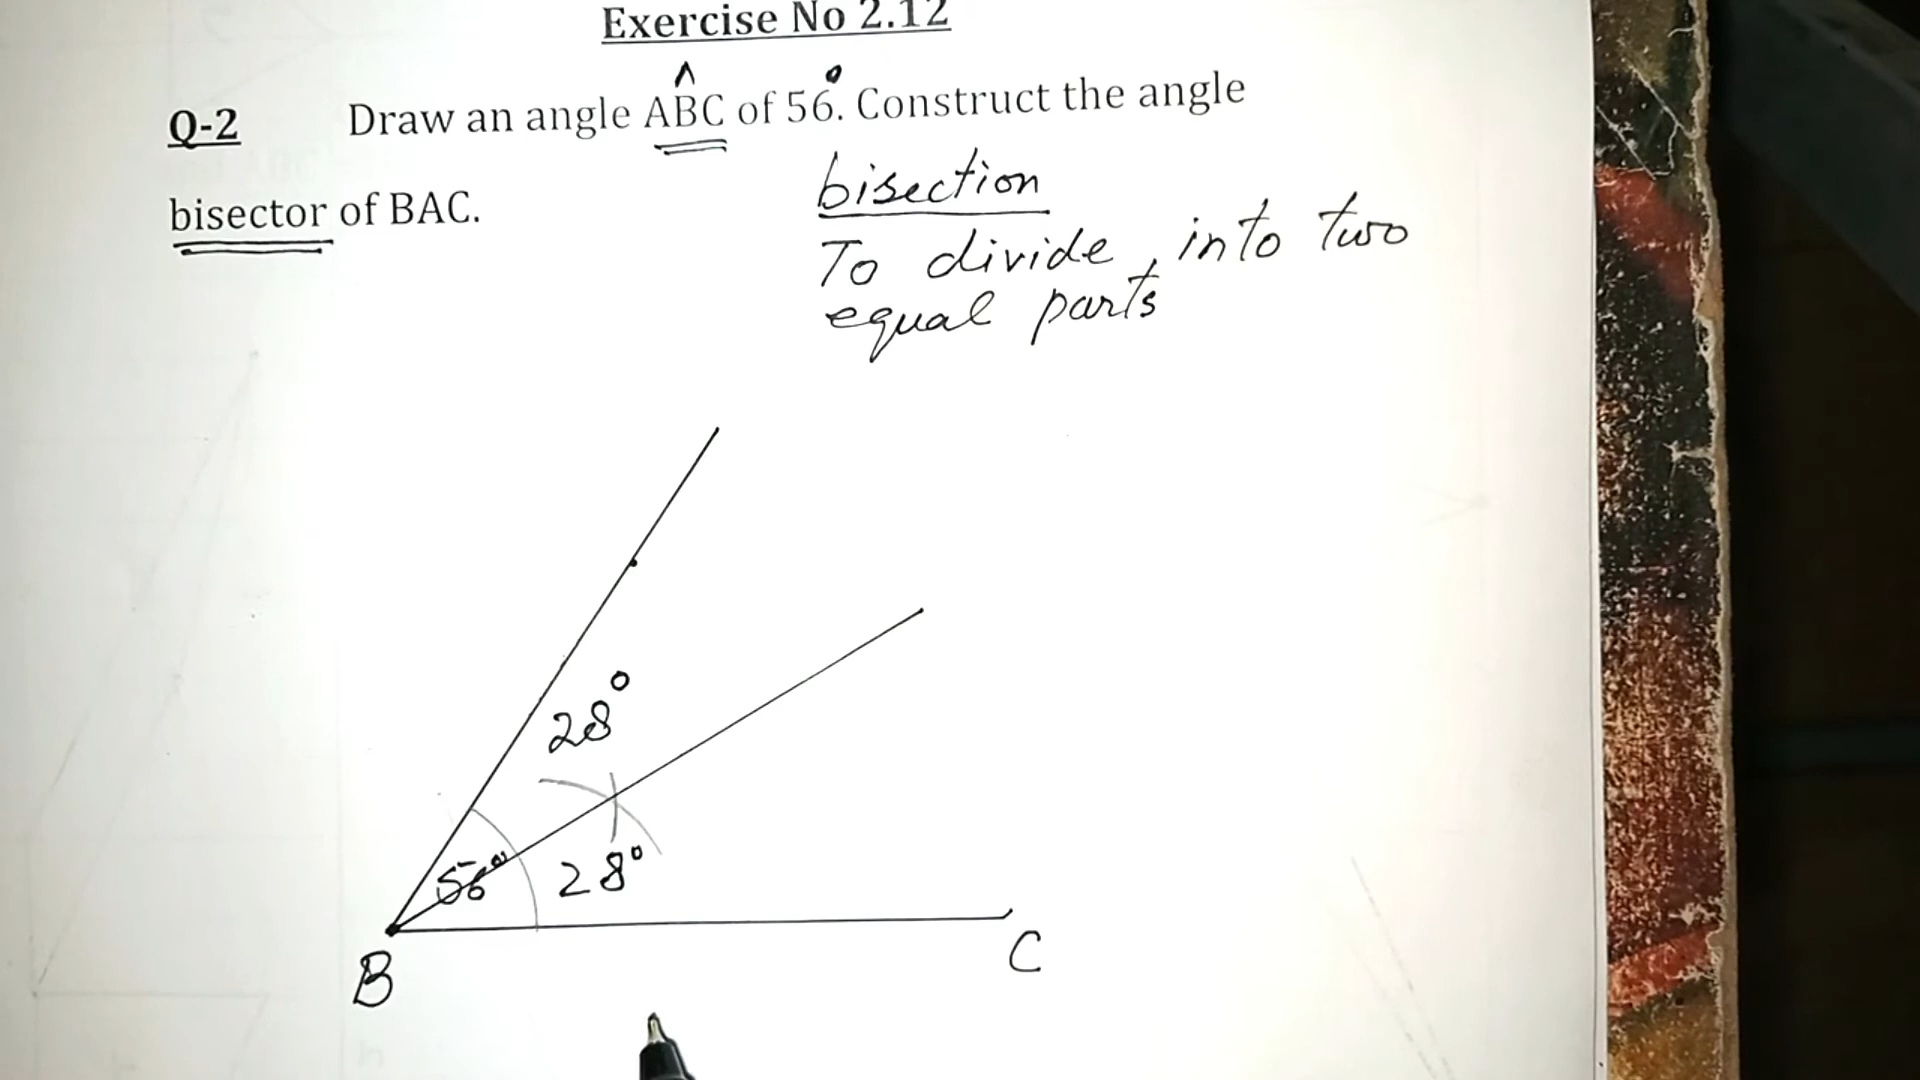 Exercise No 2.12
Q-2 Draw an angle AB̂C of 56°. Construct the angle
bisector of BAC.
bisection
To divide into two
equal parts
28°
56°
28°
B
C